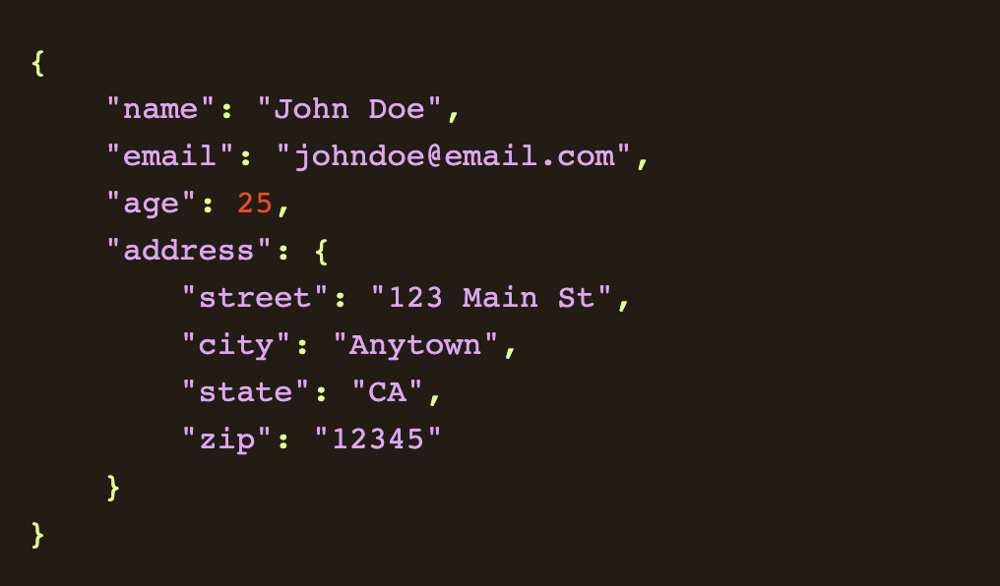 {
    "name": "John Doe",
    "email": "johndoe@email.com",
    "age": 25,
    "address": {
        "street": "123 Main St",
        "city": "Anytown",
        "state": "CA",
        "zip": "12345"
    }
}